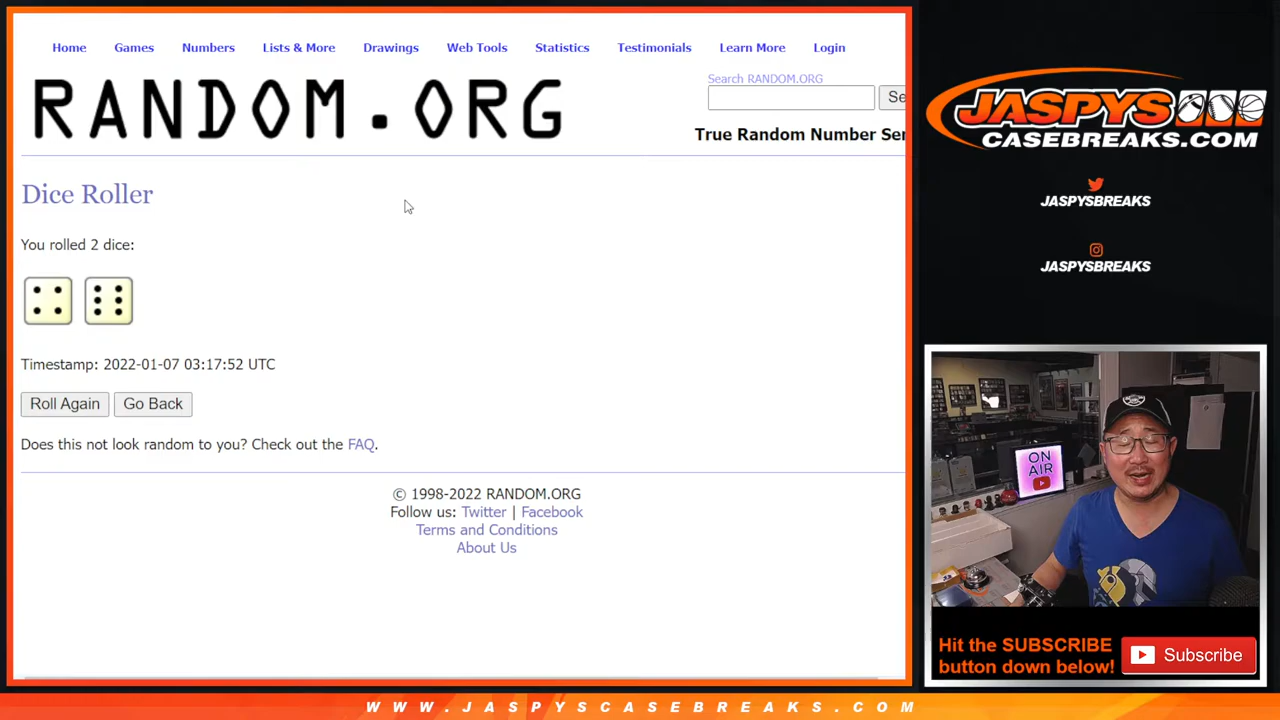 Home Games Numbers Lists & More Drawings Web Tools Statistics Testimonials Learn More Login
RANDOM.ORG
Search RANDOM.ORG
Se
True Random Number Ser
Dice Roller
You rolled 2 dice:
Timestamp: 2022-01-07 03:17:52 UTC
Roll Again Go Back
Does this not look random to you? Check out the FAQ.
© 1998-2022 RANDOM.ORG
Follow us: Twitter | Facebook
Terms and Conditions
About Us
JASPYS
CASEBREAKS.COM
JASPYSBREAKS
JASPYSBREAKS
ON
AIR
Hit the SUBSCRIBE
button down below!
Subscribe
WWW.JASPYSCASEBREAKS.COM